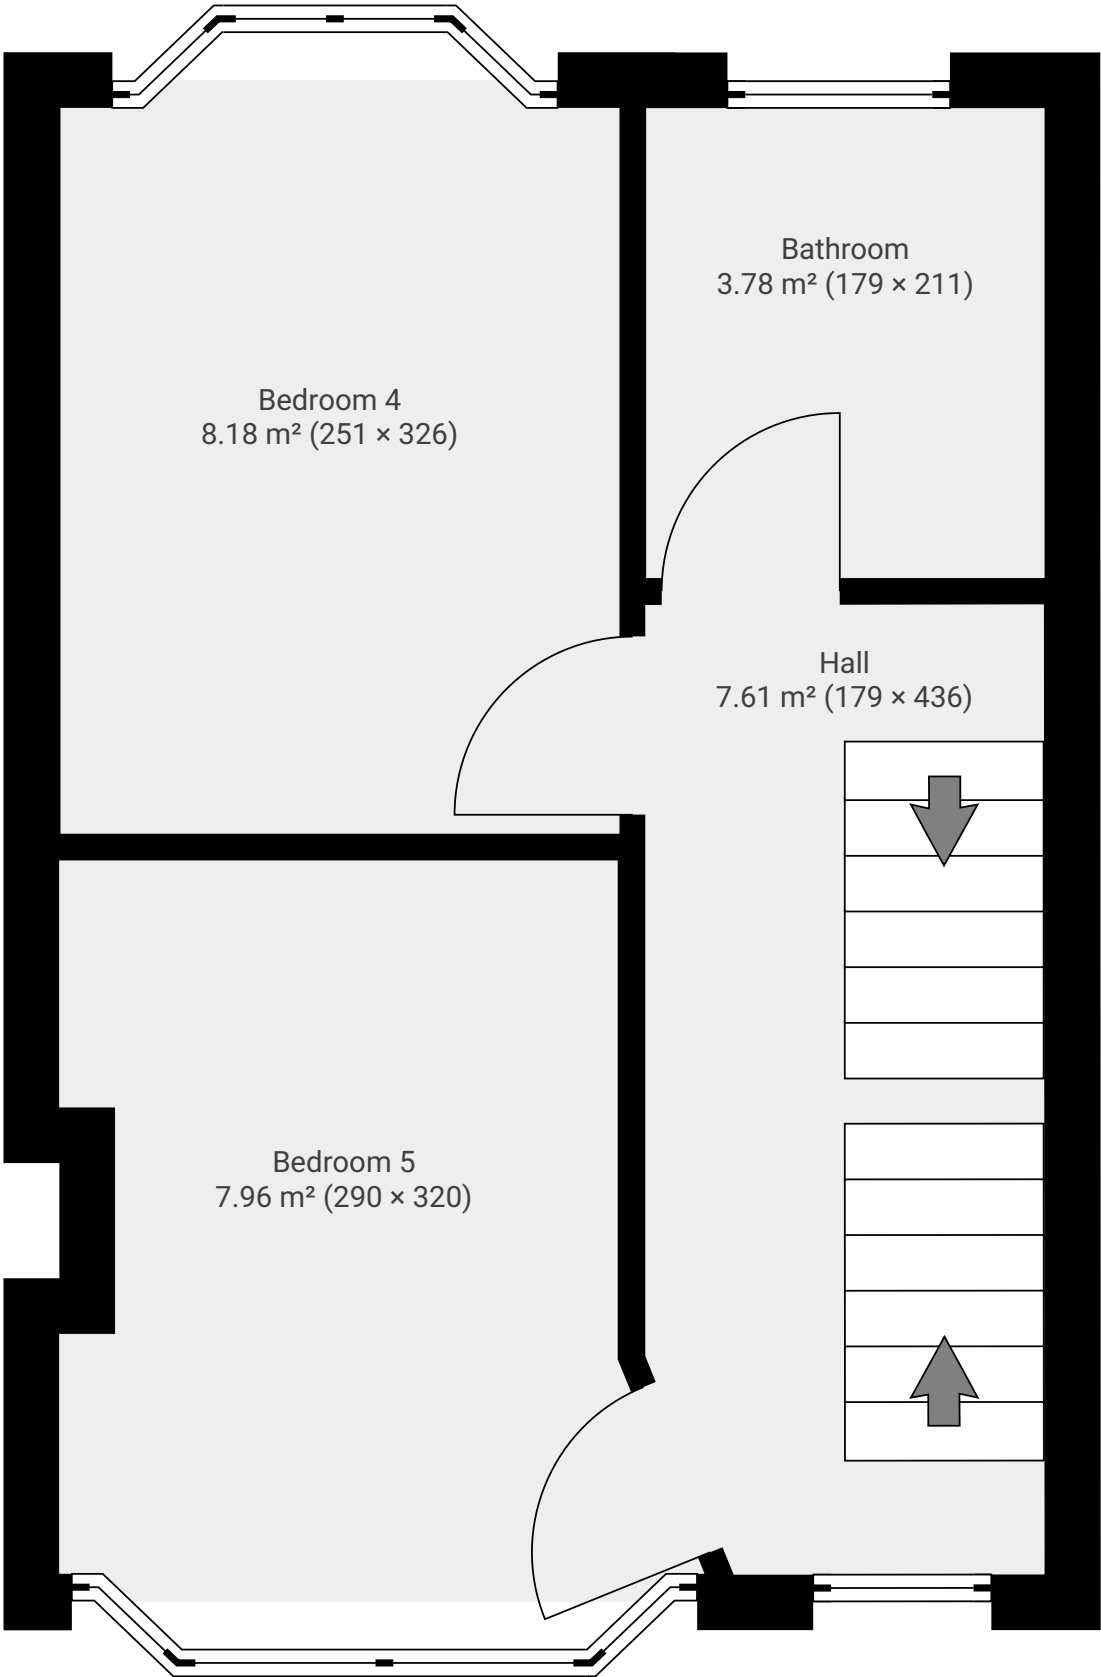 Bathroom
3.78 m² (179 × 211)
Bedroom 4
8.18 m² (251 × 326)
Hall
7.61 m² (179 × 436)
Bedroom 5
7.96 m² (290 × 320)